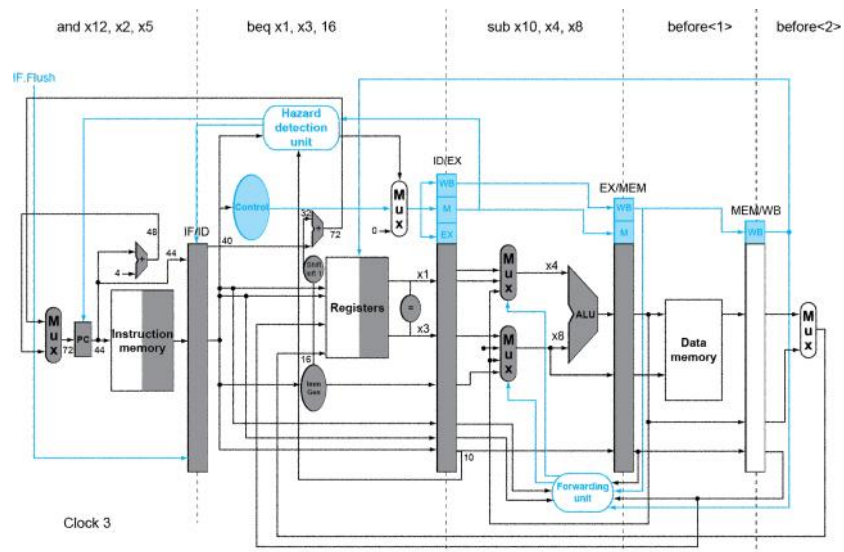 and x12, x2, x5
beq x1, x3, 16
sub x10, x4, x8
before<1>
before<2>
IF.Flush
Hazard
detection
unit
ID/EX
WB
M
EX
EX/MEM
WB
M
MEM/WB
WB
Control
Mux
0
IF/ID
40
32
+
72
48
+
4
44
Shift
left 1
Mux
72
PC
44
Instruction
memory
Registers
x1
=
x3
Mux
x4
Mux
x8
ALU
Data
memory
Mux
16
Imm
Gen
10
Forwarding
unit
Clock 3